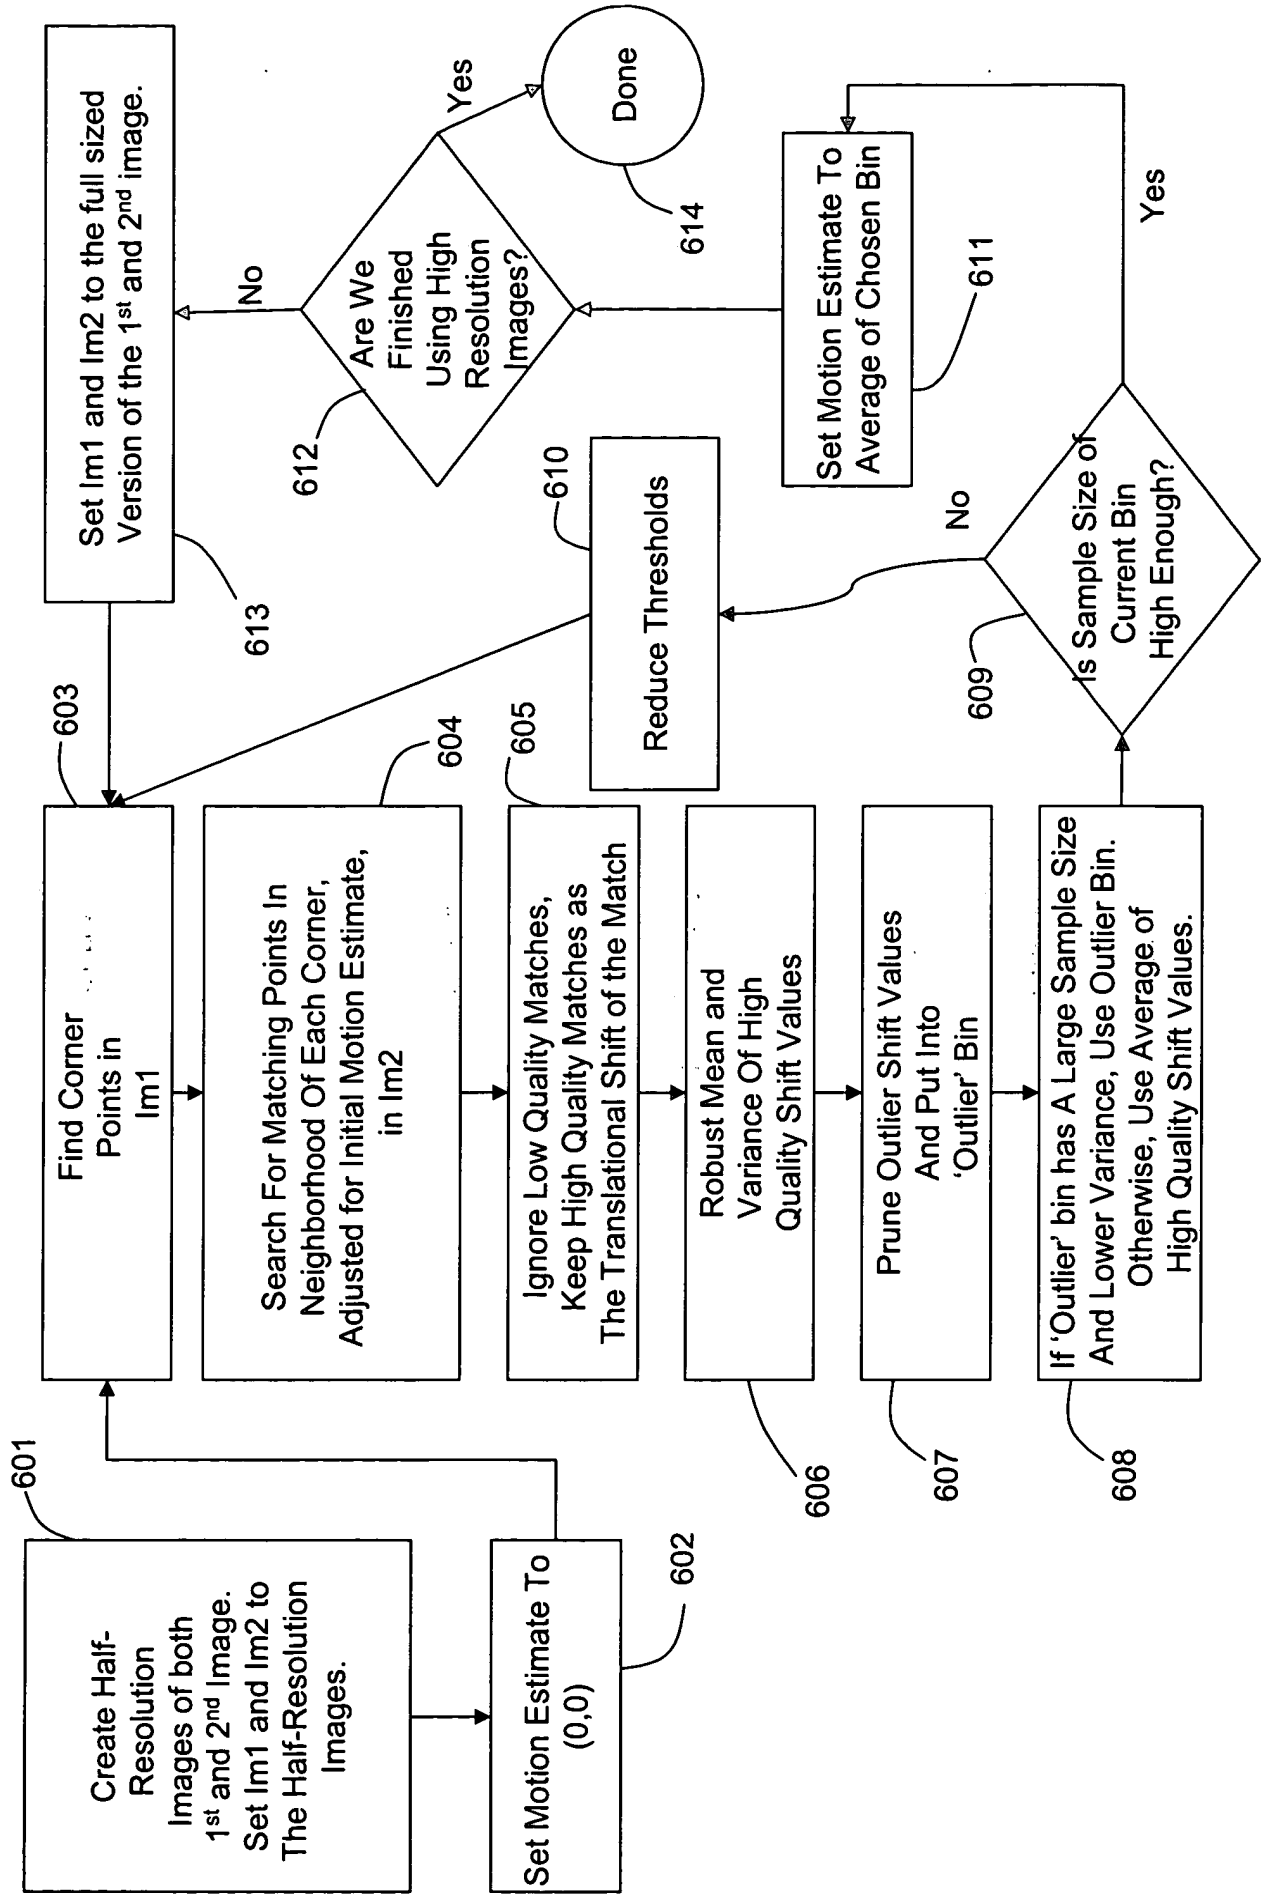 601
Create Half-
Resolution
Images of both
1st and 2nd Image.
Set Im1 and Im2 to
The Half-Resolution
Images.
Set Motion Estimate To
(0,0)
602
603
Find Corner
Points in
Im1
Search For Matching Points In
Neighborhood Of Each Corner,
Adjusted for Initial Motion Estimate,
in Im2
604
Ignore Low Quality Matches,
Keep High Quality Matches as
The Translational Shift of the Match
605
Robust Mean and
Variance Of High
Quality Shift Values
606
Prune Outlier Shift Values
And Put Into
‘Outlier’ Bin
607
If ‘Outlier’ bin has A Large Sample Size
And Lower Variance, Use Outlier Bin.
Otherwise, Use Average of
High Quality Shift Values.
608
Is Sample Size of
Current Bin
High Enough?
609
No
Yes
Reduce Thresholds
610
Set Motion Estimate To
Average of Chosen Bin
611
Are We
Finished
Using High
Resolution
Images?
612
No
Yes
Set Im1 and Im2 to the full sized
Version of the 1st and 2nd image.
613
Done
614